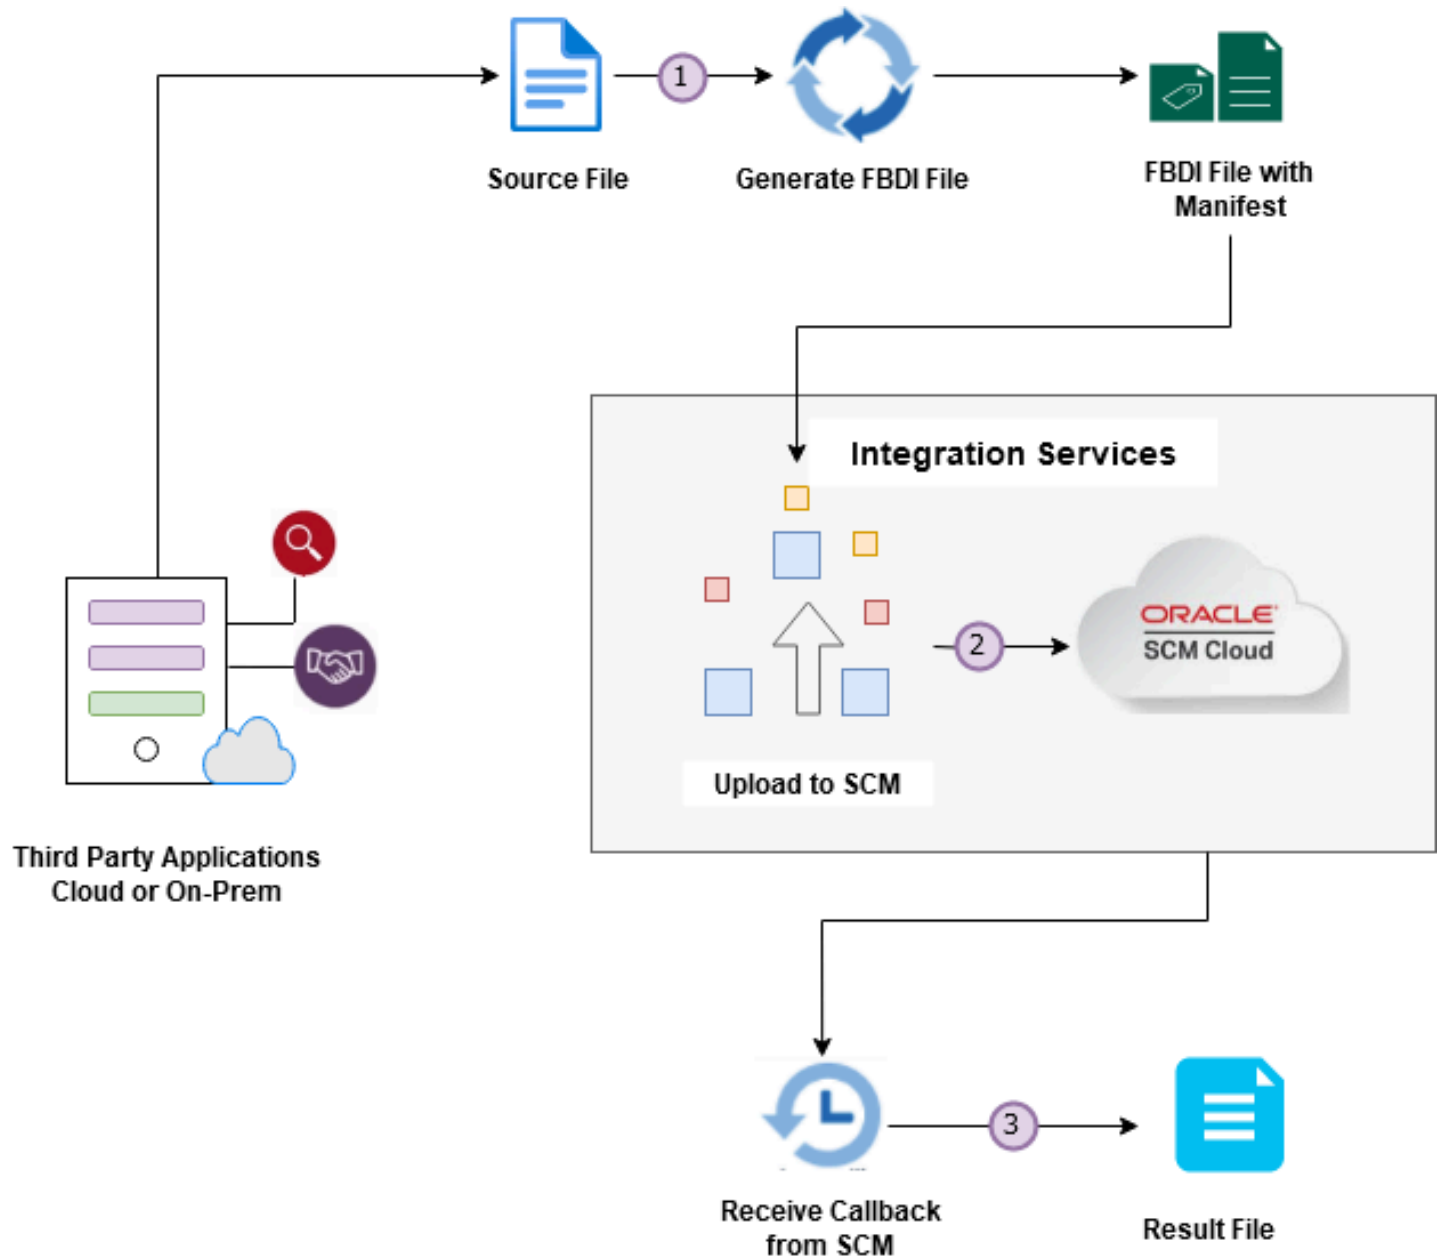 1
Source File
Generate FBDI File
FBDI File with
Manifest
Integration Services
ORACLE
SCM Cloud
2
Upload to SCM
Third Party Applications
Cloud or On-Prem
3
Receive Callback
from SCM
Result File